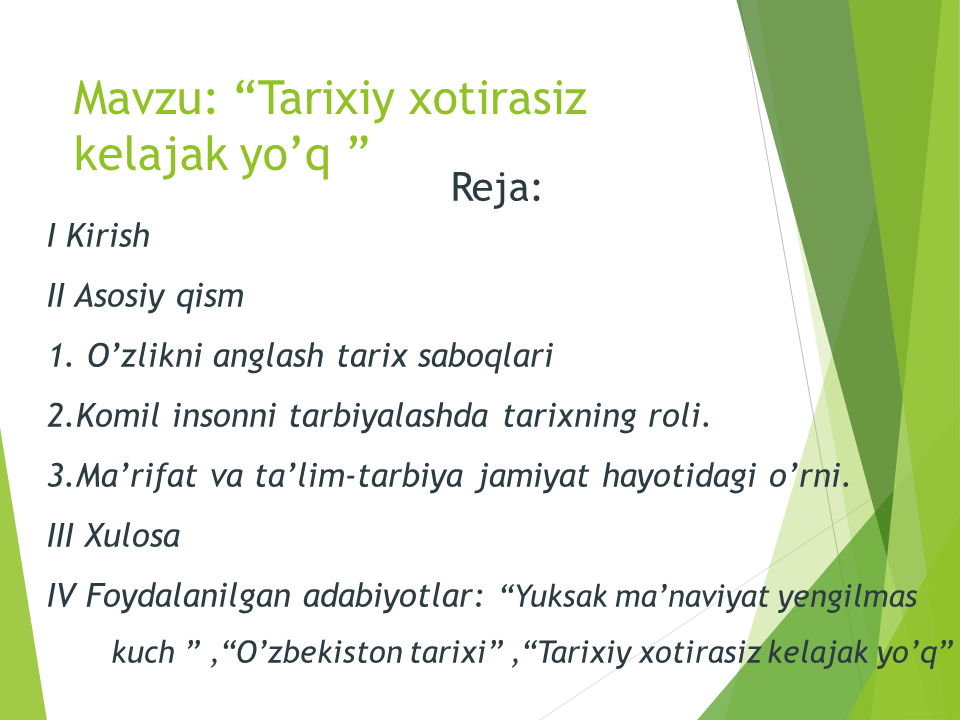 Mavzu: “Tarixiy xotirasiz
kelajak yo’q ”
Reja:
I Kirish
II Asosiy qism
1. O’zlikni anglash tarix saboqlari
2.Komil insonni tarbiyalashda tarixning roli.
3.Ma’rifat va ta’lim-tarbiya jamiyat hayotidagi o’rni.
III Xulosa
IV Foydalanilgan adabiyotlar: “Yuksak ma’naviyat yengilmas
kuch ” ,“O’zbekiston tarixi” ,“Tarixiy xotirasiz kelajak yo’q”